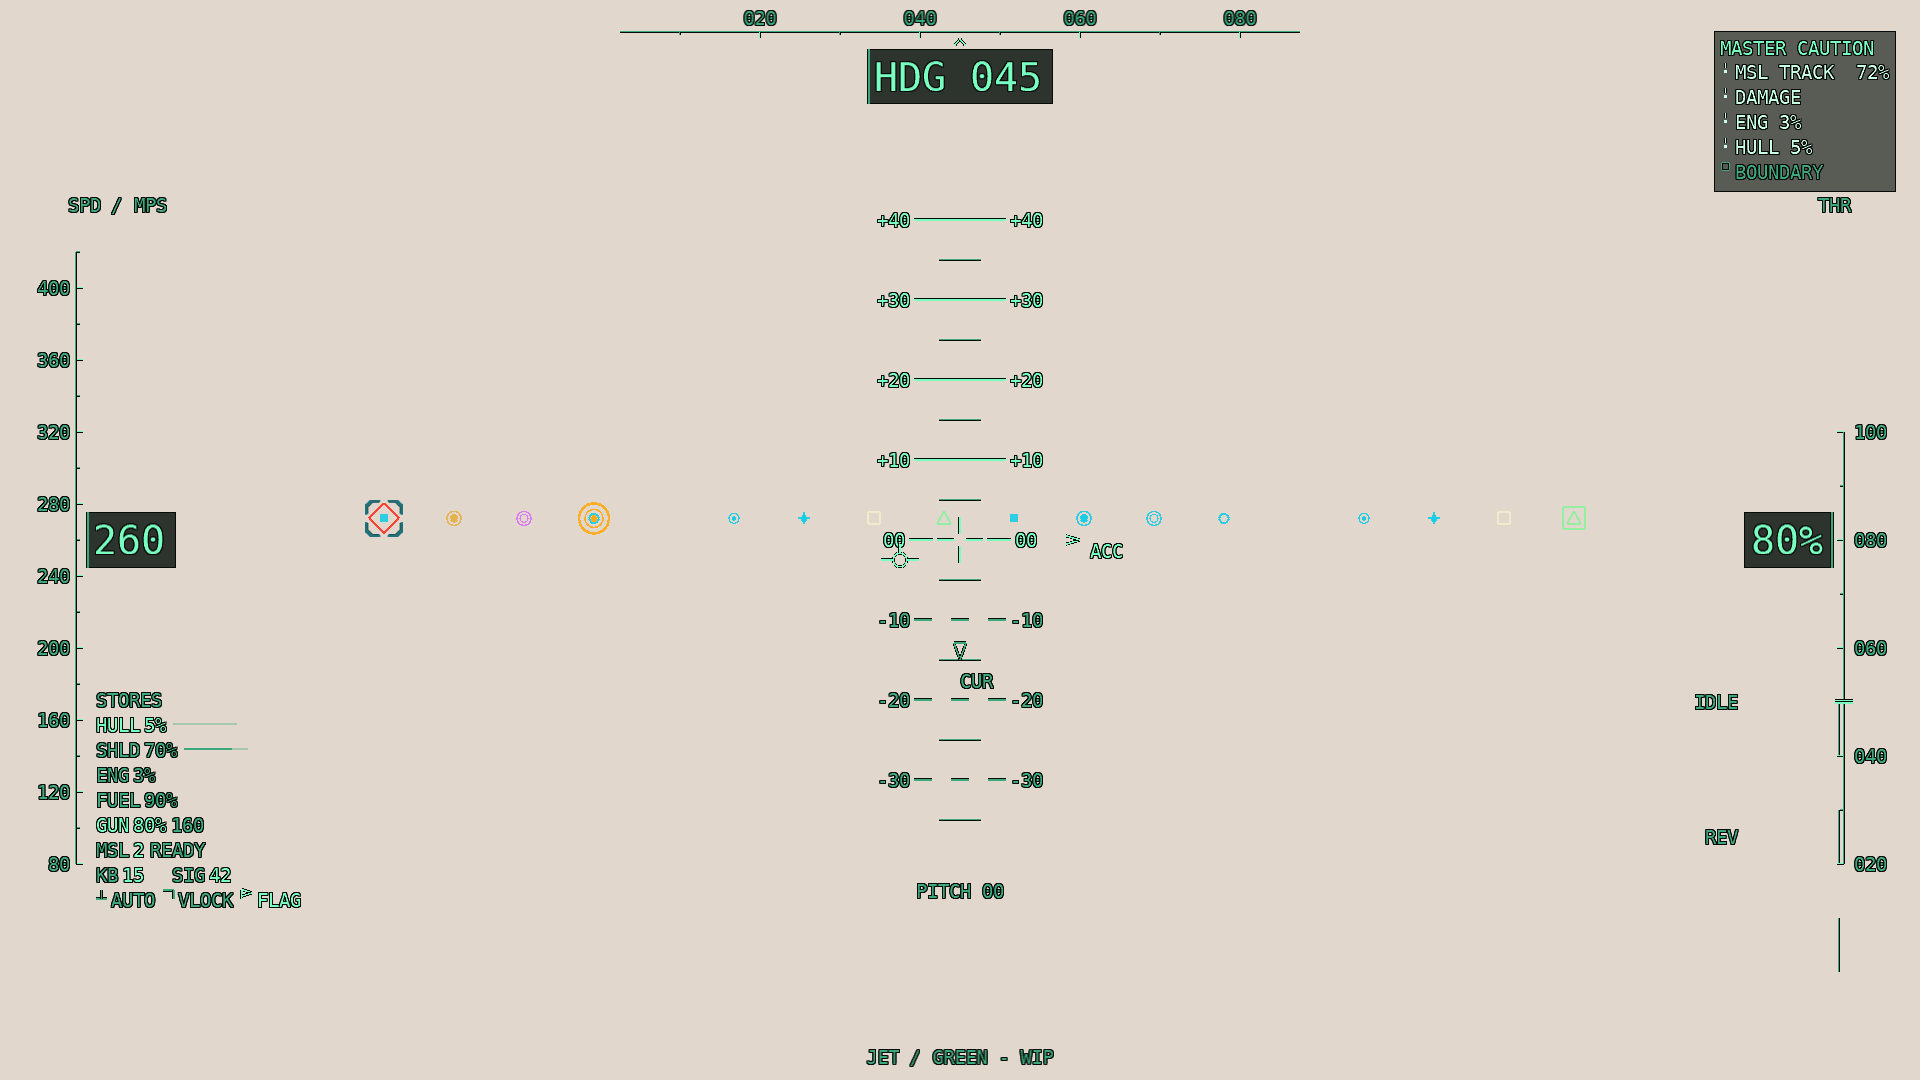 020 040 060 080
HDG 045
MASTER CAUTION
MSL TRACK 72%
DAMAGE
ENG 3%
HULL 5%
BOUNDARY
SPD / MPS
THR
+40 +40
400
+30 +30
360
+20 +20
320
100
+10 +10
280
260
00 00
ACC
80%
080
240
-10 -10
200
060
CUR
-20 -20
STORES
IDLE
160
HULL 5%
SHLD 70%
040
ENG 3%
-30 -30
120
FUEL 90%
GUN 80% 160
REV
MSL 2 READY
80
020
KB 15 SIG 42
PITCH 00
AUTO VLOCK FLAG
JET / GREEN - WIP